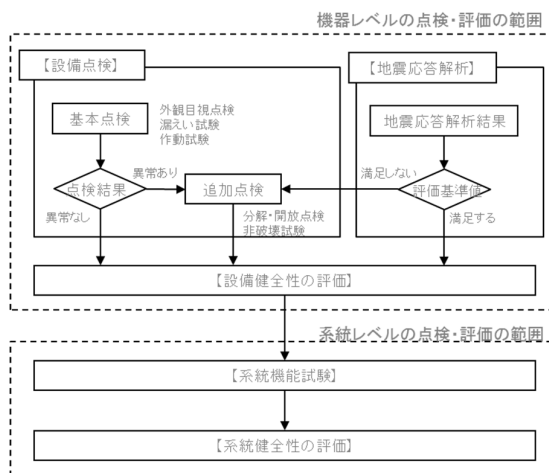 機器レベルの点検・評価の範囲
【設備点検】
【地震応答解析】
基本点検
外観目視点検
漏えい試験
作動試験
地震応答解析結果
点検結果
異常あり
追加点検
満足しない
評価基準値
異常なし
分解・開放点検
非破壊試験
満足する
【設備健全性の評価】
系統レベルの点検・評価の範囲
【系統機能試験】
【系統健全性の評価】